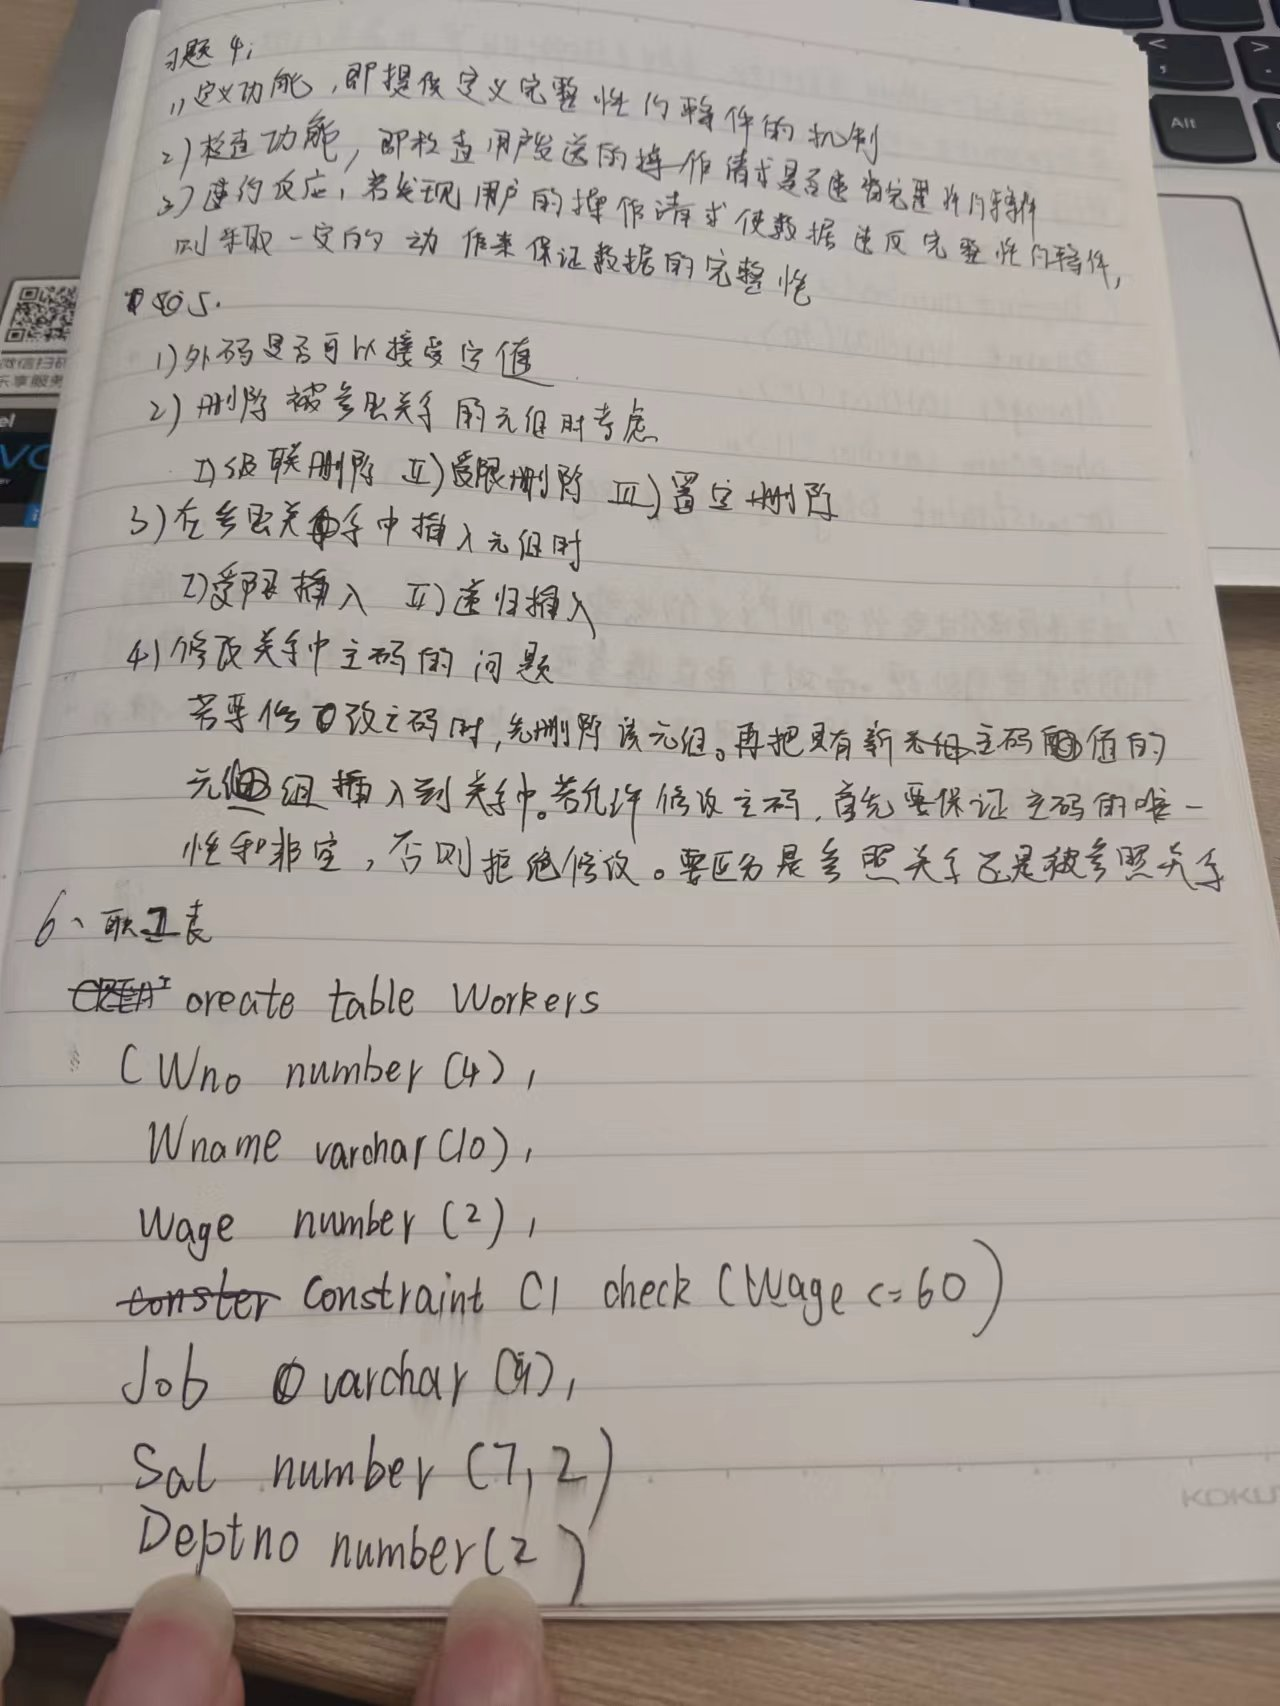 习题 4;
1) 定义功能，即提供定义完整性约束条件的机制
2) 检查功能，即检查用户发送的操作请求是否违背完整性约束条件
3) 违约反应，若发现用户的操作请求使数据违反完整性约束条件，
则采取一定的动作来保证数据的完整性
5.
1) 外码是否可以接受空值
2) 删除被参照关系的元组时考虑
I) 级联删除 II) 受限删除 III) 置空删除
3) 在参照关系中插入元组时
I) 受限插入 II) 递归插入
4) 修改关系中主码的问题
若要修改主码时，先删除该元组。再把具有新主码值的
元组插入到关系中。若允许修改主码，首先要保证主码的唯一
性和非空，否则拒绝修改。要区分是参照关系还是被参照关系
6、职工表
create table Workers
(Wno number(4),
Wname varchar(10),
Wage number(2),
Constraint C1 check (Wage <= 60)
Job varchar(9),
Sal number (7,2)
Deptno number(2)
Alt
KOKU